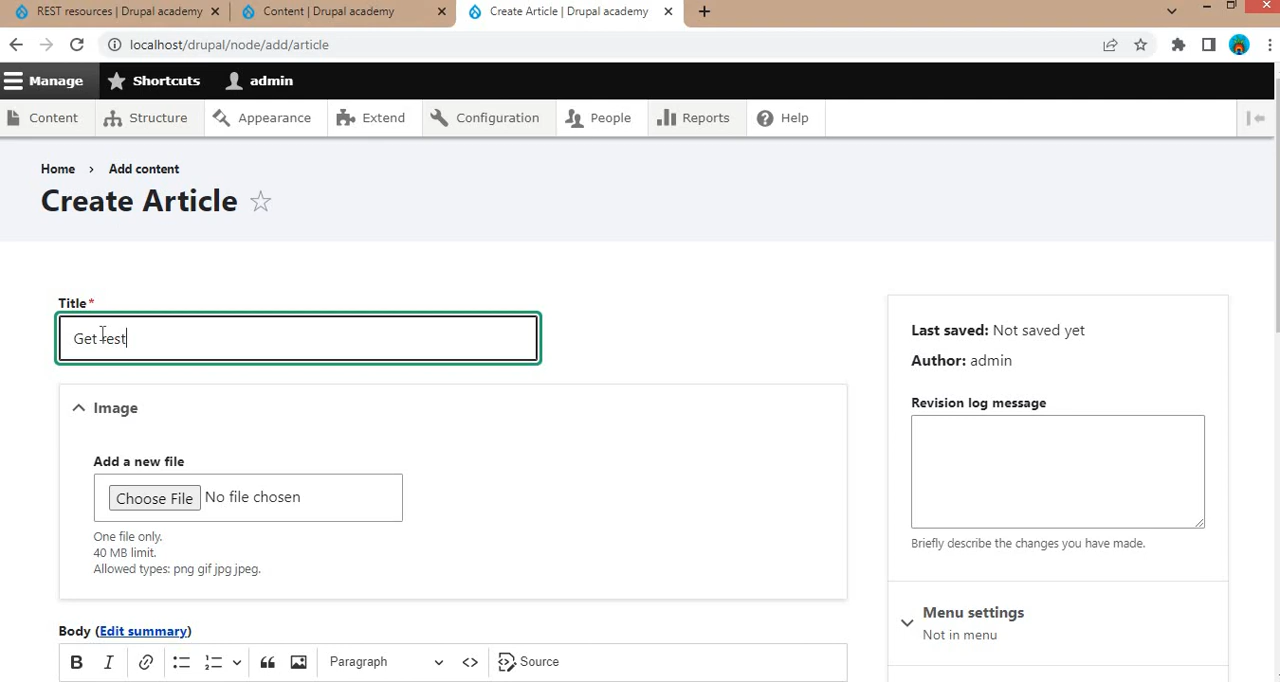 REST resources | Drupal academy
Content | Drupal academy
Create Article | Drupal academy
localhost/drupal/node/add/article
Manage
Shortcuts
admin
Content
Structure
Appearance
Extend
Configuration
People
Reports
Help
Home › Add content
Create Article
Title*
Get
Image
Add a new file
Choose File No file chosen
One file only.
40 MB limit.
Allowed types: png gif jpg jpeg.
Body (Edit summary)
B I Paragraph <> Source
Last saved: Not saved yet
Author: admin
Revision log message
Briefly describe the changes you have made.
Menu settings
Not in menu